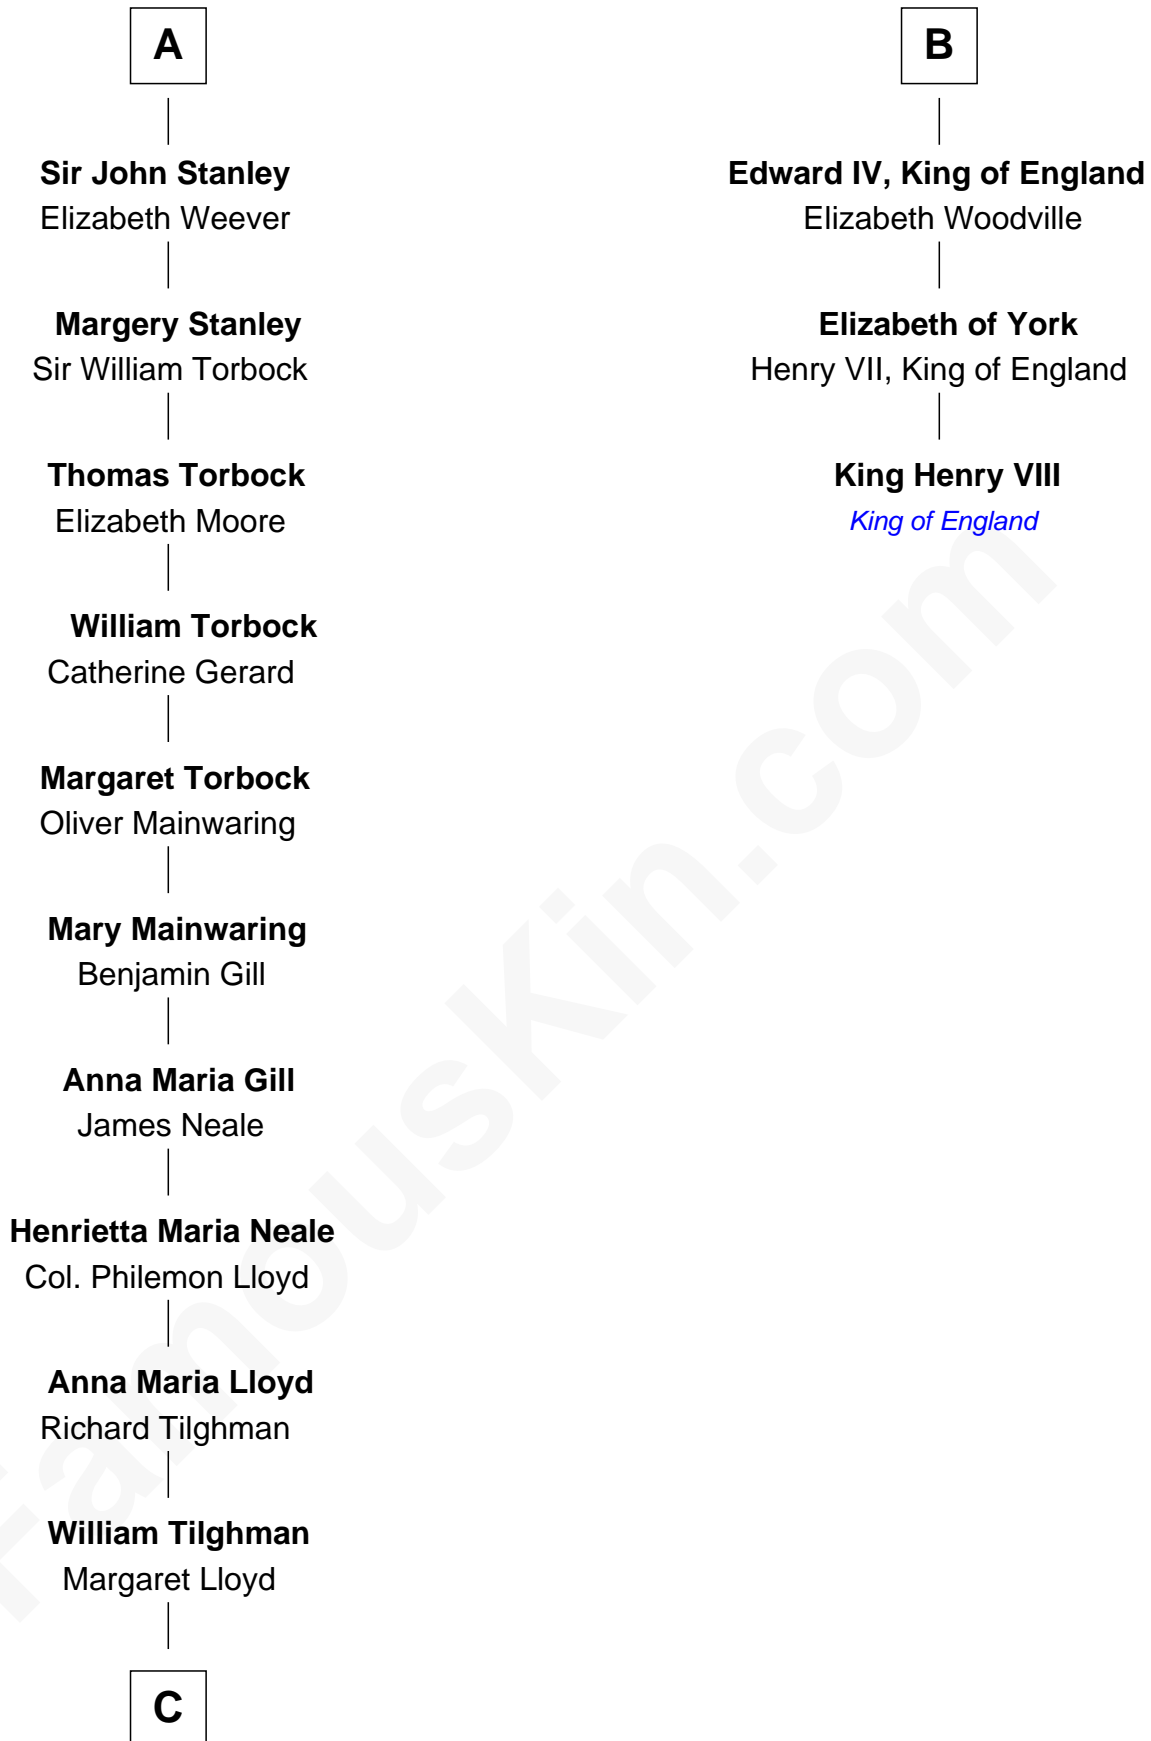 A
Sir John Stanley
Elizabeth Weever
Margery Stanley
Sir William Torbock
Thomas Torbock
Elizabeth Moore
William Torbock
Catherine Gerard
Margaret Torbock
Oliver Mainwaring
Mary Mainwaring
Benjamin Gill
Anna Maria Gill
James Neale
Henrietta Maria Neale
Col. Philemon Lloyd
Anna Maria Lloyd
Richard Tilghman
William Tilghman
Margaret Lloyd
C
B
Edward IV, King of England
Elizabeth Woodville
Elizabeth of York
Henry VII, King of England
King Henry VIII
King of England
FamousKin.com